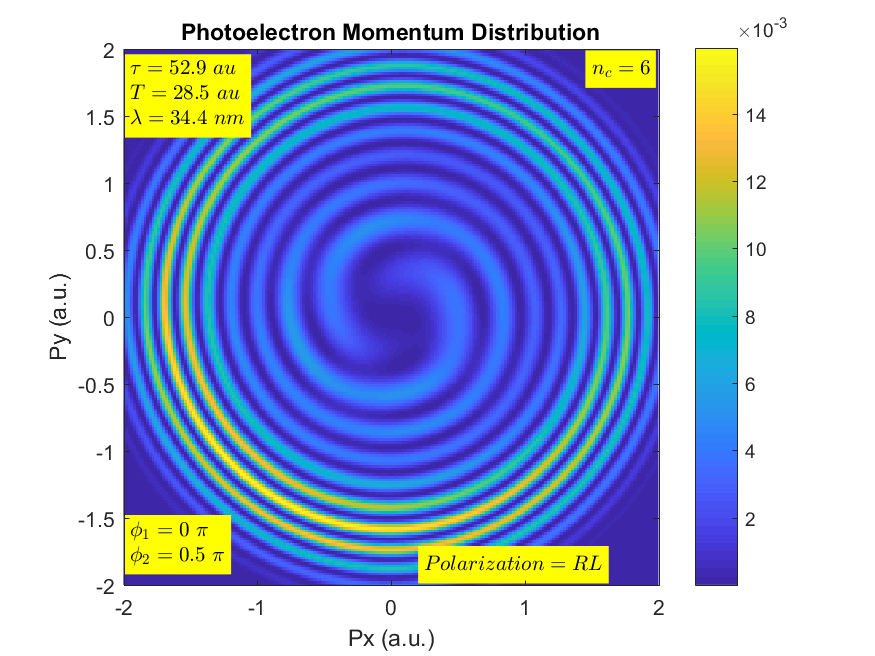 Photoelectron Momentum Distribution
×10⁻³
τ = 52.9 au
T = 28.5 au
λ = 34.4 nm
n_c = 6
2
1.5
1
0.5
0
-0.5
-1
-1.5
-2
Py (a.u.)
14
12
10
8
6
4
2
ϕ₁ = 0 π
ϕ₂ = 0.5 π
Polarization = RL
-2
-1
0
1
2
Px (a.u.)